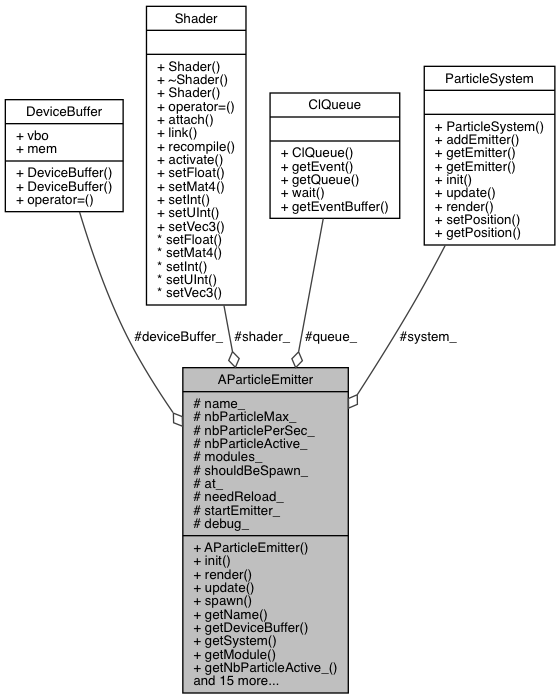 Shader
+ Shader()
+ ~Shader()
+ Shader()
+ operator=()
+ attach()
+ link()
+ recompile()
+ activate()
+ setFloat()
+ setMat4()
+ setInt()
+ setUInt()
+ setVec3()
* setFloat()
* setMat4()
* setInt()
* setUInt()
* setVec3()
DeviceBuffer
+ vbo
+ mem
+ DeviceBuffer()
+ DeviceBuffer()
+ operator=()
ClQueue
+ ClQueue()
+ getEvent()
+ getQueue()
+ wait()
+ getEventBuffer()
ParticleSystem
+ ParticleSystem()
+ addEmitter()
+ getEmitter()
+ getEmitter()
+ init()
+ update()
+ render()
+ setPosition()
+ getPosition()
#deviceBuffer_
#shader_
#queue_
#system_
AParticleEmitter
# name_
# nbParticleMax_
# nbParticlePerSec_
# nbParticleActive_
# modules_
# shouldBeSpawn_
# at_
# needReload_
# startEmitter_
# debug_
+ AParticleEmitter()
+ init()
+ render()
+ update()
+ spawn()
+ getName()
+ getDeviceBuffer()
+ getSystem()
+ getModule()
+ getNbParticleActive_()
and 15 more...